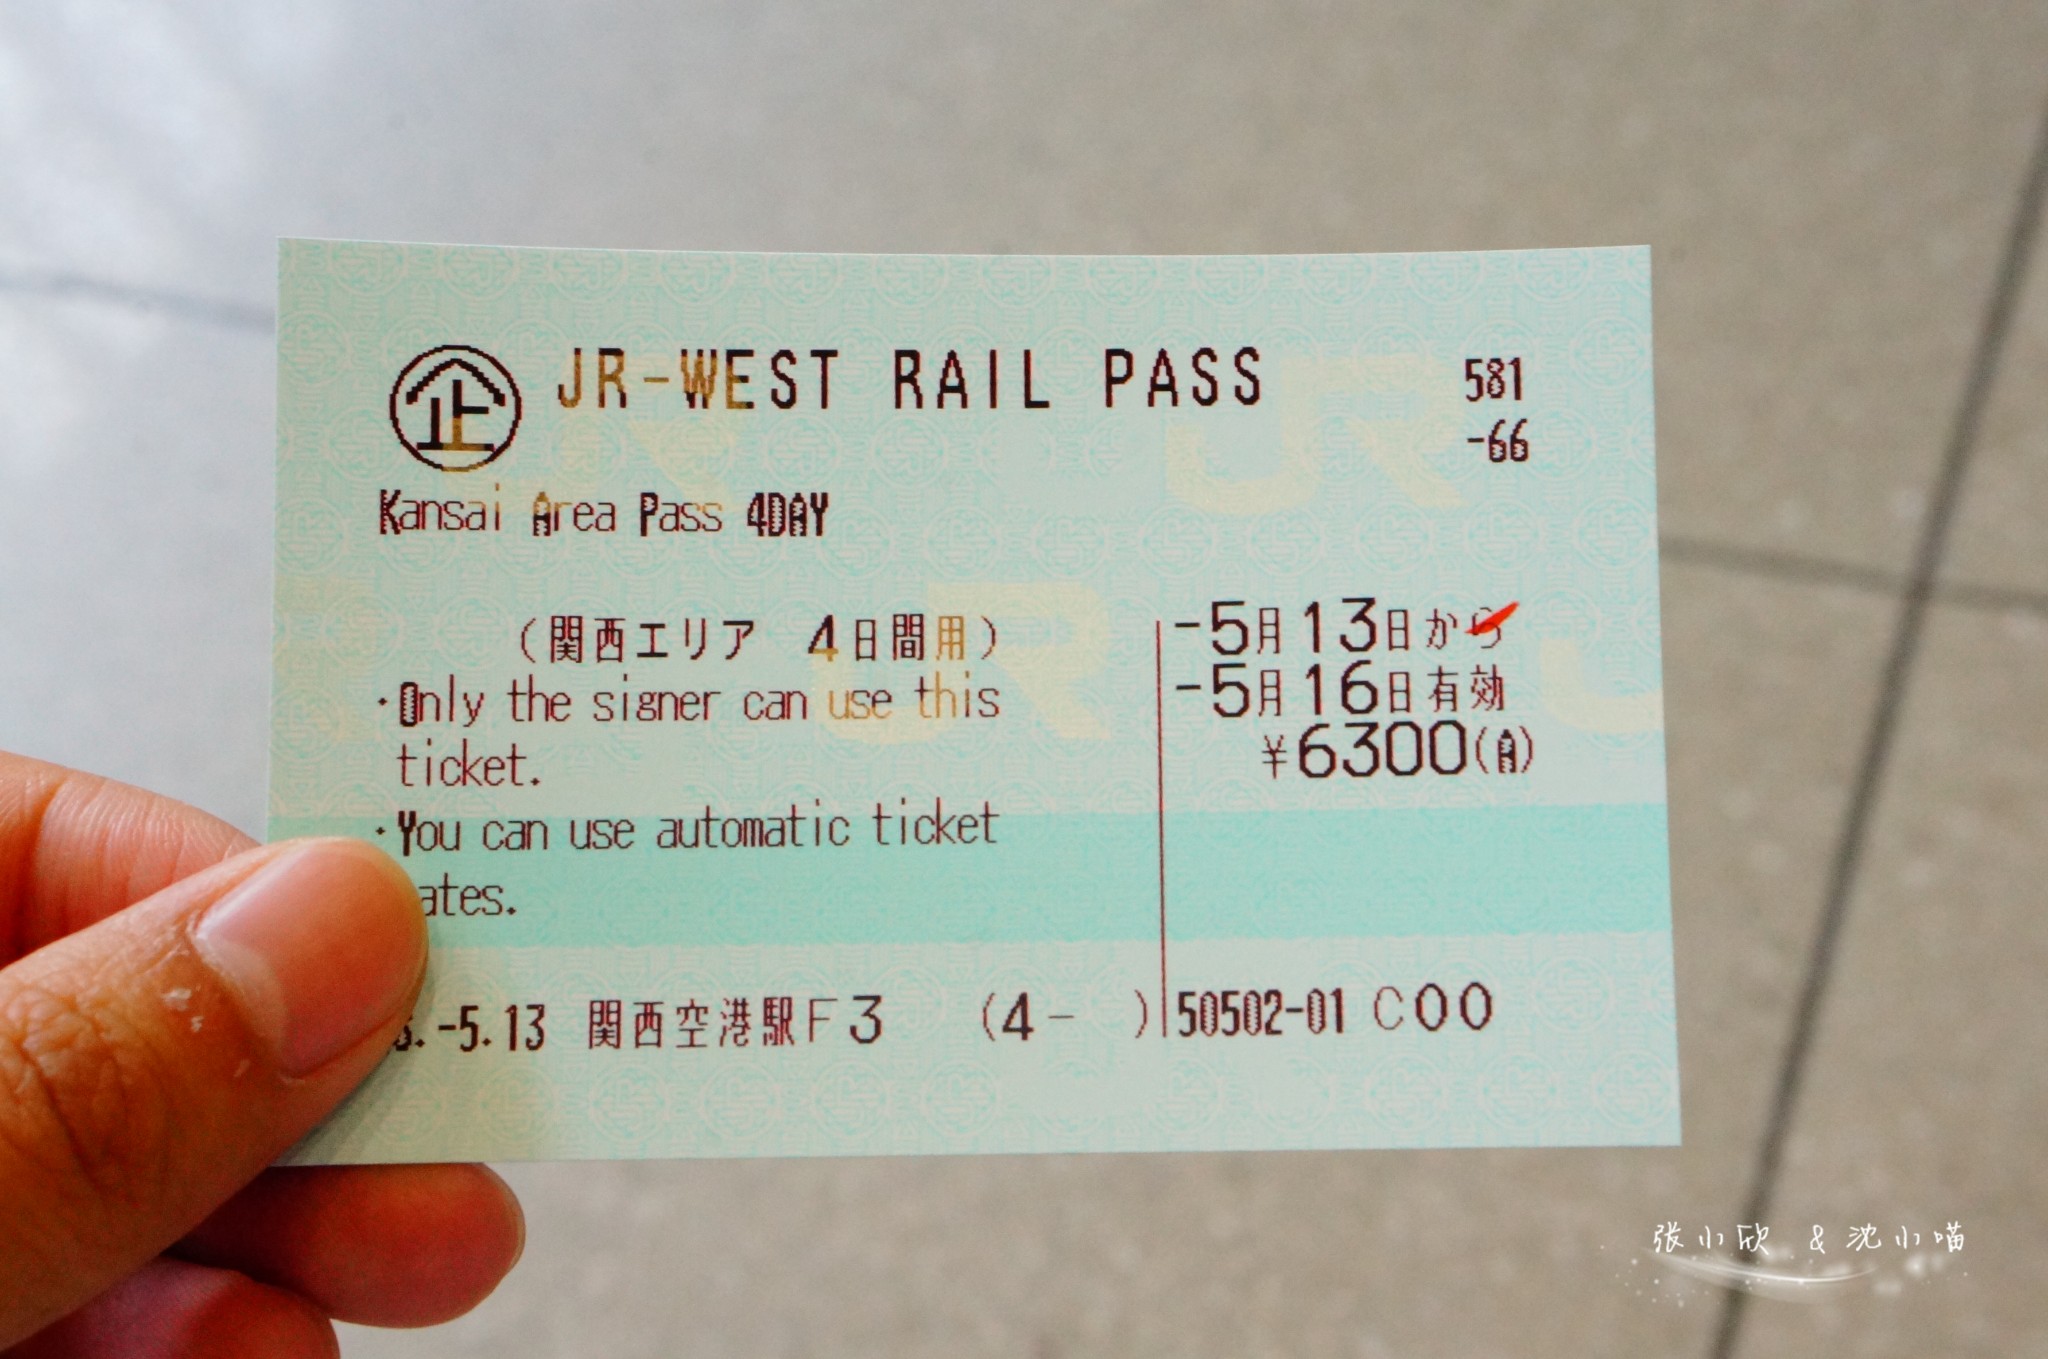 企 JR-WEST RAIL PASS
581
-66
Kansai Area Pass 4DAY
(関西エリア 4日間用)
・Only the signer can use this
ticket.
・You can use automatic ticket
ates.
-5月13日から
-5月16日有効
¥6300(A)
-5.13 関西空港駅F3 (4- ) 50502-01 C00
张小欣 & 沈小喵